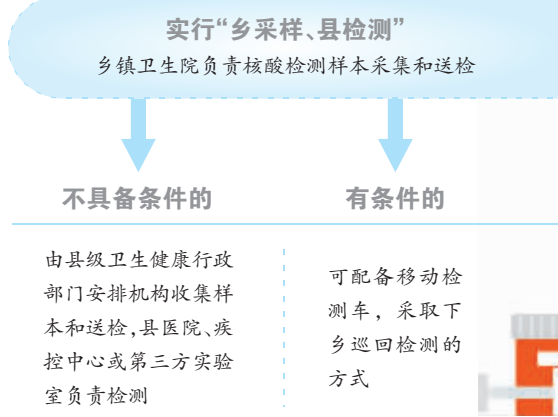 实行“乡采样、县检测”
乡镇卫生院负责核酸检测样本采集和送检
不具备条件的
有条件的
由县级卫生健康行政
部门安排机构收集样
本和送检,县医院、疾
控中心或第三方实验
室负责检测
可配备移动检
测车，采取下
乡巡回检测的
方式